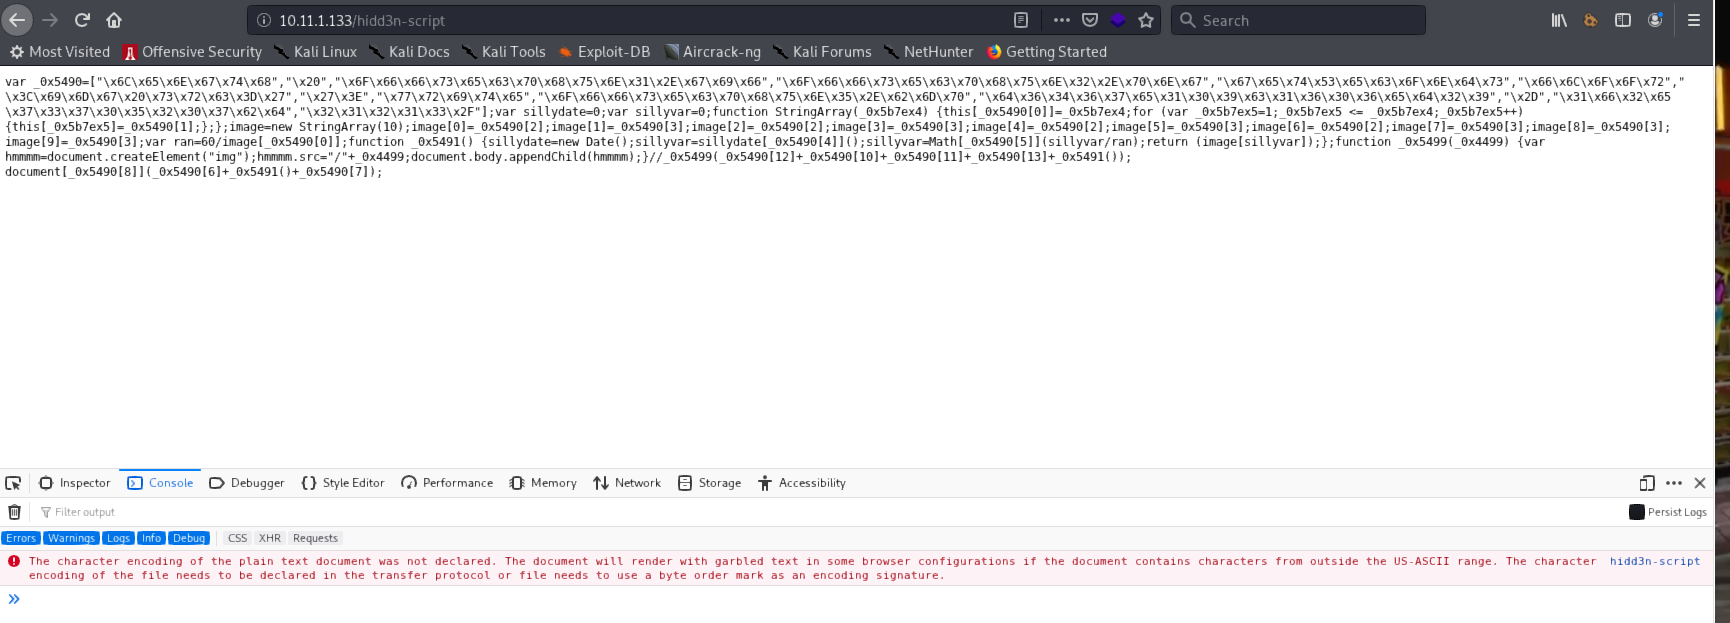 10.11.1.133/hidd3n-script
Search
Most Visited Offensive Security Kali Linux Kali Docs Kali Tools Exploit-DB Aircrack-ng Kali Forums NetHunter Getting Started
var _0x5490=["\x6C\x65\x6E\x67\x74\x68","\x20","\x6F\x66\x66\x73\x65\x63\x70\x68\x75\x6E\x31\x2E\x67\x69\x66","\x6F\x66\x66\x73\x65\x63\x70\x68\x75\x6E\x32\x2E\x70\x6E\x67","\x67\x65\x74\x53\x65\x63\x6F\x6E\x64\x73","\x66\x6C\x6F\x6F\x72","
\x3C\x69\x6D\x67\x20\x73\x72\x63\x3D\x27","\x27\x3E","\x77\x72\x69\x74\x65","\x6F\x66\x66\x73\x65\x63\x70\x68\x75\x6E\x35\x2E\x62\x6D\x70","\x64\x36\x34\x36\x37\x65\x31\x30\x39\x63\x31\x36\x30\x36\x65\x64\x32\x39","\x2D","\x31\x66\x32\x65
\x37\x33\x37\x30\x35\x32\x30\x37\x62\x64","\x32\x31\x32\x31\x33\x2F"];var sillydate=0;var sillyvar=0;function StringArray(_0x5b7ex4) {this[_0x5490[0]]=_0x5b7ex4;for (var _0x5b7ex5=1;_0x5b7ex5 <= _0x5b7ex4;_0x5b7ex5++)
{this[_0x5b7ex5]=_0x5490[1];};};image=new StringArray(10);image[0]=_0x5490[2];image[1]=_0x5490[3];image[2]=_0x5490[2];image[3]=_0x5490[3];image[4]=_0x5490[2];image[5]=_0x5490[3];image[6]=_0x5490[2];image[7]=_0x5490[3];image[8]=_0x5490[3];
image[9]=_0x5490[3];var ran=60/image[_0x5490[0]];function _0x5491() {sillydate=new Date();sillyvar=sillydate[_0x5490[4]]();sillyvar=Math[_0x5490[5]](sillyvar/ran);return (image[sillyvar]);};function _0x5499(_0x4499) {var
hmmmm=document.createElement("img");hmmmm.src="/"+_0x4499;document.body.appendChild(hmmmm);}//_0x5499(_0x5490[12]+_0x5490[10]+_0x5490[11]+_0x5490[13]+_0x5491());
document[_0x5490[8]](_0x5490[6]+_0x5491()+_0x5490[7]);
Inspector Console Debugger {} Style Editor Performance Memory Network Storage Accessibility
Filter output
Persist Logs
Errors Warnings Logs Info Debug CSS XHR Requests
The character encoding of the plain text document was not declared. The document will render with garbled text in some browser configurations if the document contains characters from outside the US-ASCII range. The character hidd3n-script
encoding of the file needs to be declared in the transfer protocol or file needs to use a byte order mark as an encoding signature.
»